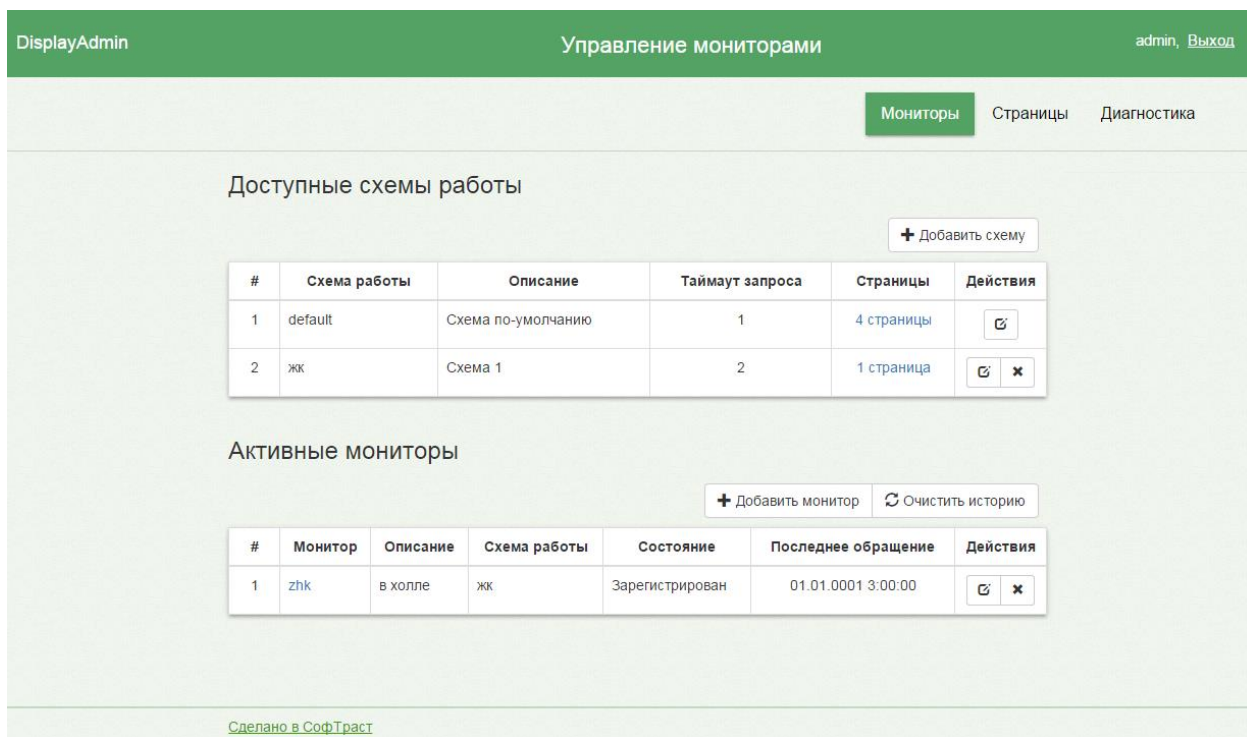 DisplayAdmin Управление мониторами admin, Выход
Мониторы Страницы Диагностика
Доступные схемы работы
Добавить схему
# Схема работы Описание Таймаут запроса Страницы Действия
1 default Схема по-умолчанию 1 4 страницы
2 жк Схема 1 2 1 страница
Активные мониторы
Добавить монитор Очистить историю
# Монитор Описание Схема работы Состояние Последнее обращение Действия
1 zhk в холле жк Зарегистрирован 01.01.0001 3:00:00
Сделано в СофТраст